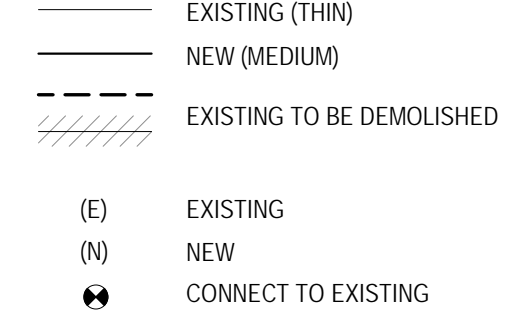 EXISTING (THIN)
NEW (MEDIUM)
EXISTING TO BE DEMOLISHED
(E) EXISTING
(N) NEW
CONNECT TO EXISTING